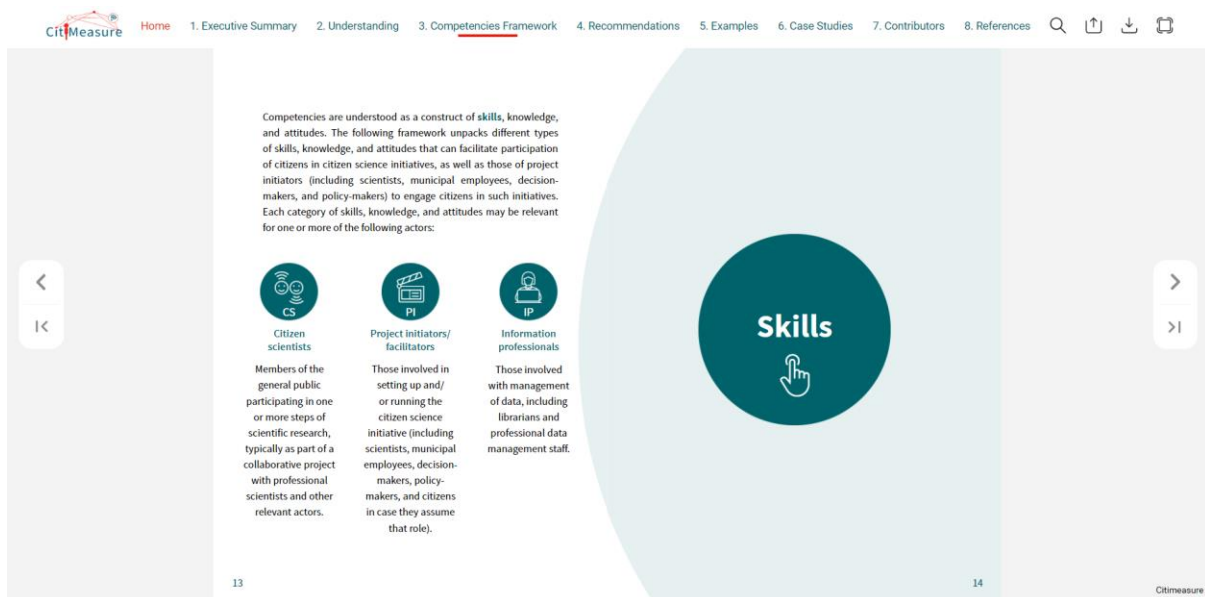 CitiMeasure
Home
1. Executive Summary
2. Understanding
3. Competencies Framework
4. Recommendations
5. Examples
6. Case Studies
7. Contributors
8. References
Competencies are understood as a construct of skills, knowledge,
and attitudes. The following framework unpacks different types
of skills, knowledge, and attitudes that can facilitate participation
of citizens in citizen science initiatives, as well as those of project
initiators (including scientists, municipal employees, decision-
makers, and policy-makers) to engage citizens in such initiatives.
Each category of skills, knowledge, and attitudes may be relevant
for one or more of the following actors:
CS
Citizen
scientists
Members of the
general public
participating in one
or more steps of
scientific research,
typically as part of a
collaborative project
with professional
scientists and other
relevant actors.
PI
Project initiators/
facilitators
Those involved in
setting up and/
or running the
citizen science
initiative (including
scientists, municipal
employees, decision-
makers, policy-
makers, and citizens
in case they assume
that role).
IP
Information
professionals
Those involved
with management
of data, including
librarians and
professional data
management staff.
13
Skills
14
Citimeasure